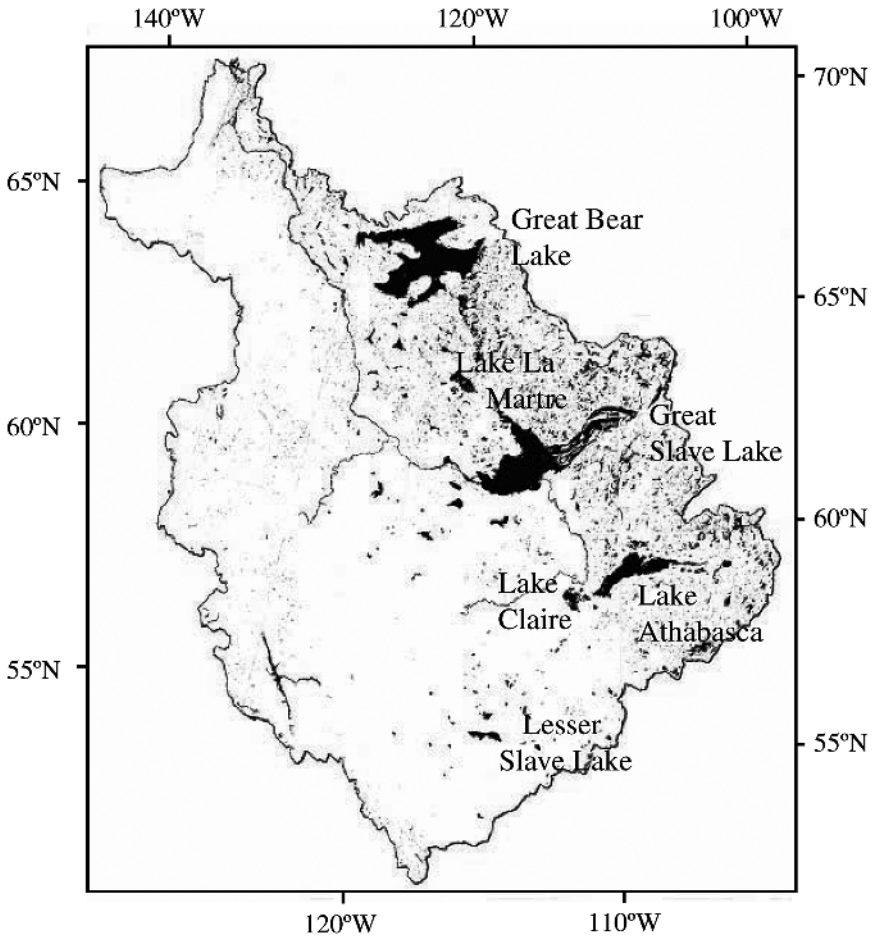 140ºW 120ºW 100ºW
70ºN
65ºN
Great Bear
Lake
65ºN
Lake La
Martre
60ºN
Great
Slave Lake
60ºN
Lake
Claire
Lake
Athabasca
55ºN
Lesser
Slave Lake
55ºN
120ºW 110ºW